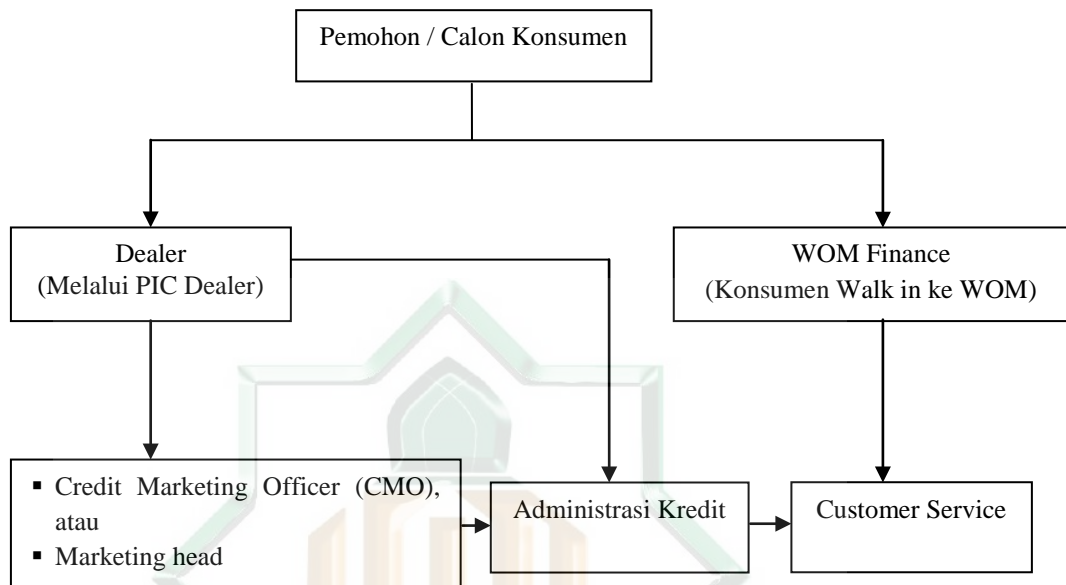 Pemohon / Calon Konsumen
Dealer
(Melalui PIC Dealer)
WOM Finance
(Konsumen Walk in ke WOM)
▪ Credit Marketing Officer (CMO),
atau
▪ Marketing head
Administrasi Kredit
Customer Service